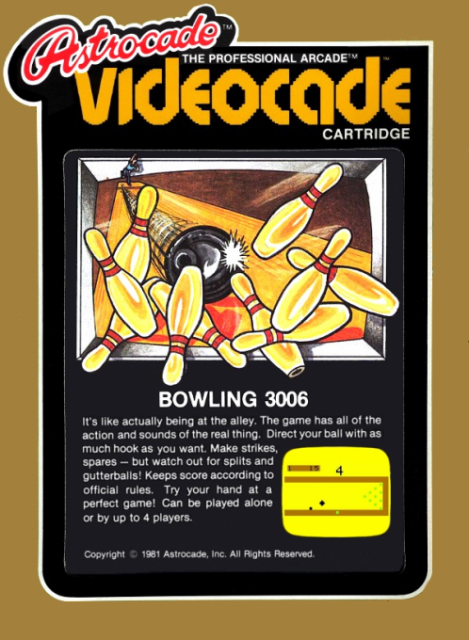 Astrocade™
THE PROFESSIONAL ARCADE™ ™
Videocade
CARTRIDGE
BOWLING 3006
It's like actually being at the alley. The game has all of the
action and sounds of the real thing. Direct your ball with as
much hook as you want. Make strikes,
spares — but watch out for splits and
gutterballs! Keeps score according to
official rules. Try your hand at a
perfect game! Can be played alone
or by up to 4 players.
1 15 4
Copyright © 1981 Astrocade, Inc. All Rights Reserved.